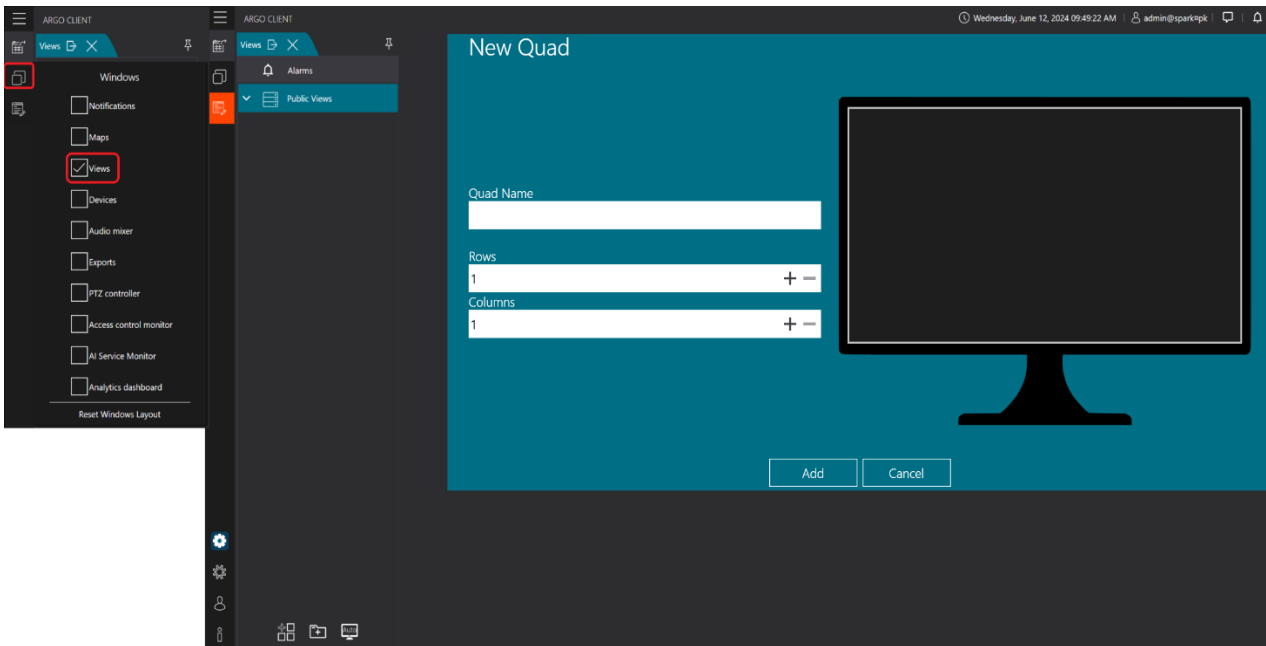 ARGO CLIENT
Views
Windows
Notifications
Maps
Views
Devices
Audio mixer
Exports
PTZ controller
Access control monitor
AI Service Monitor
Analytics dashboard
Reset Windows Layout
ARGO CLIENT
Wednesday, June 12, 2024 09:49:22 AM
admin@spark¤pk
Views
Alarms
Public Views
Auto
New Quad
Quad Name
Rows
1
Columns
1
Add
Cancel